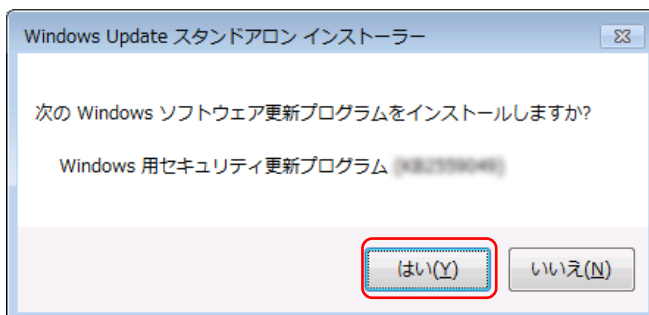 Windows Update スタンドアロン インストーラー
次の Windows ソフトウェア更新プログラムをインストールしますか?
Windows 用セキュリティ更新プログラム
はい(Y) いいえ(N)